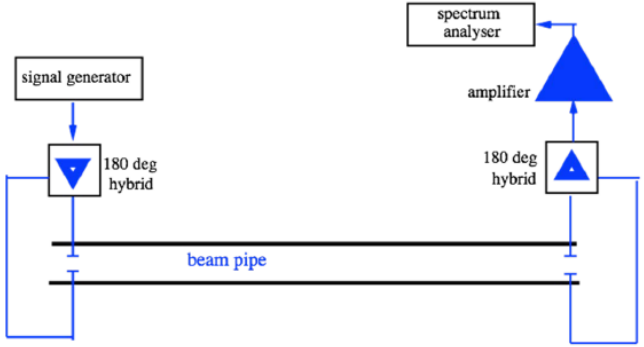 signal generator
180 deg
hybrid
spectrum
analyser
amplifier
180 deg
hybrid
beam pipe